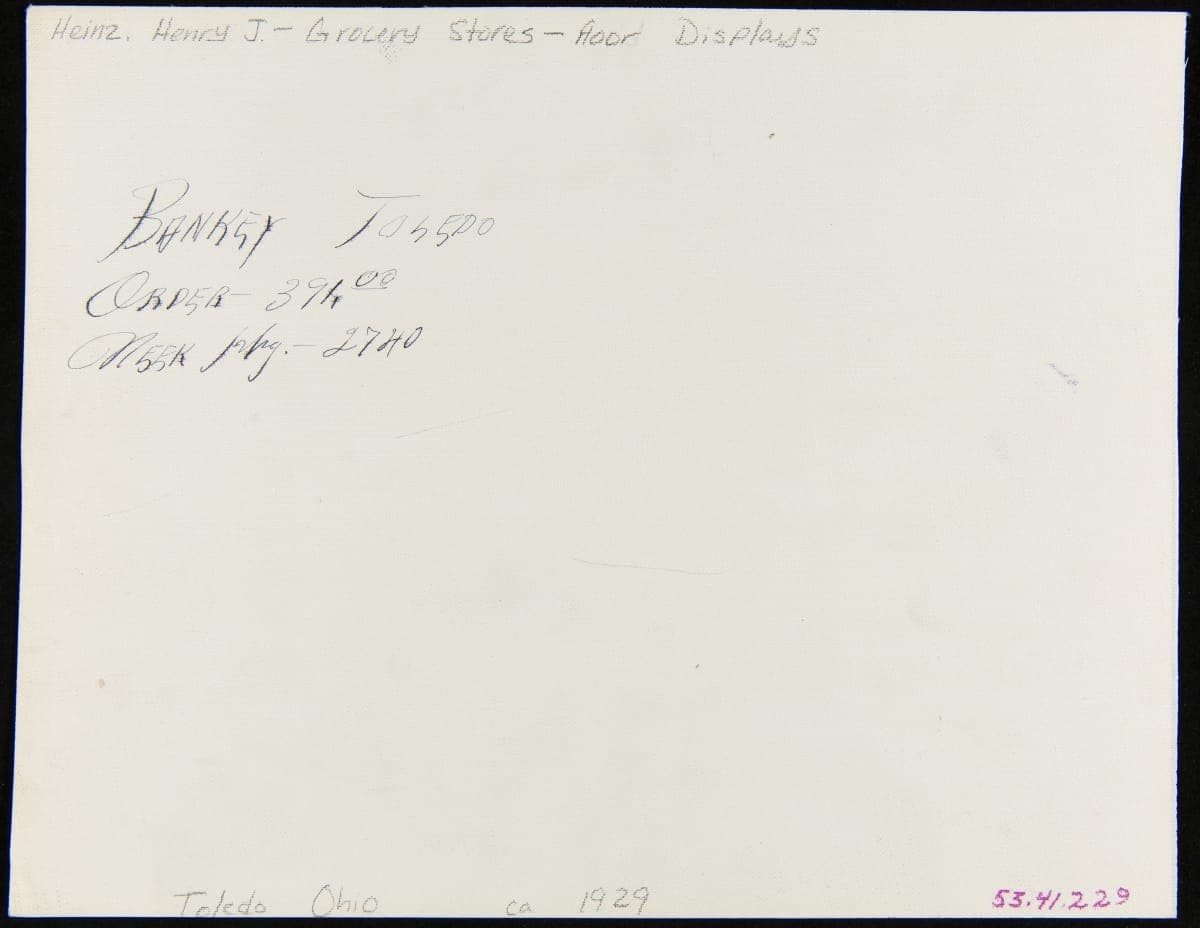 Heinz. Henry J. - Grocery Stores - Floor Displays
BANKEY TOLEDO
ORDER - 394.00
WEEK - 2740
Toledo Ohio ca 1929
53.41.229